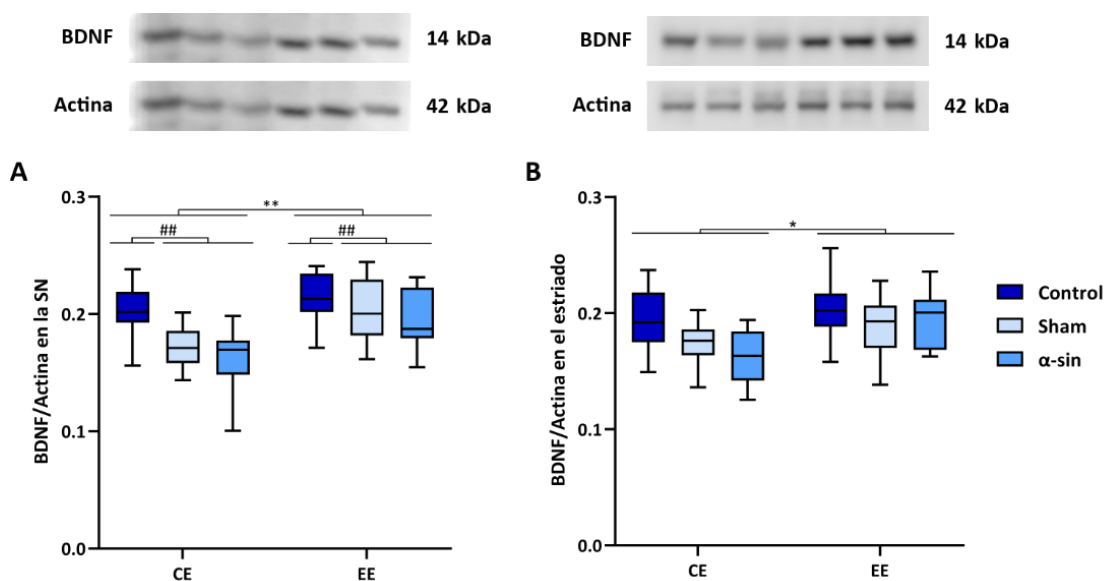 BDNF 14 kDa
Actina 42 kDa
BDNF 14 kDa
Actina 42 kDa
A
BDNF/Actina en la SN
0.3
0.2
0.1
0.0
**
##
##
CE EE
B
BDNF/Actina en el estriado
0.3
0.2
0.1
0.0
*
CE EE
Control
Sham
α-sin